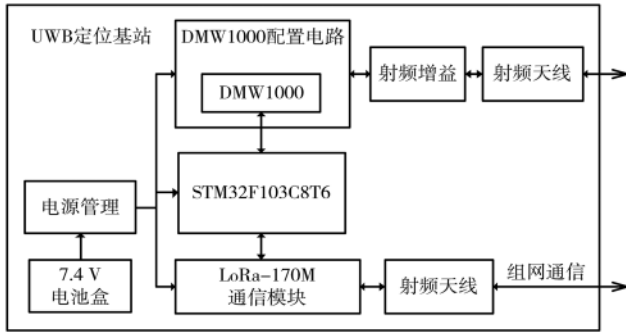 UWB定位基站
DMW1000配置电路
DMW1000
射频增益
射频天线
STM32F103C8T6
电源管理
7.4 V
电池盒
LoRa-170M
通信模块
射频天线
组网通信